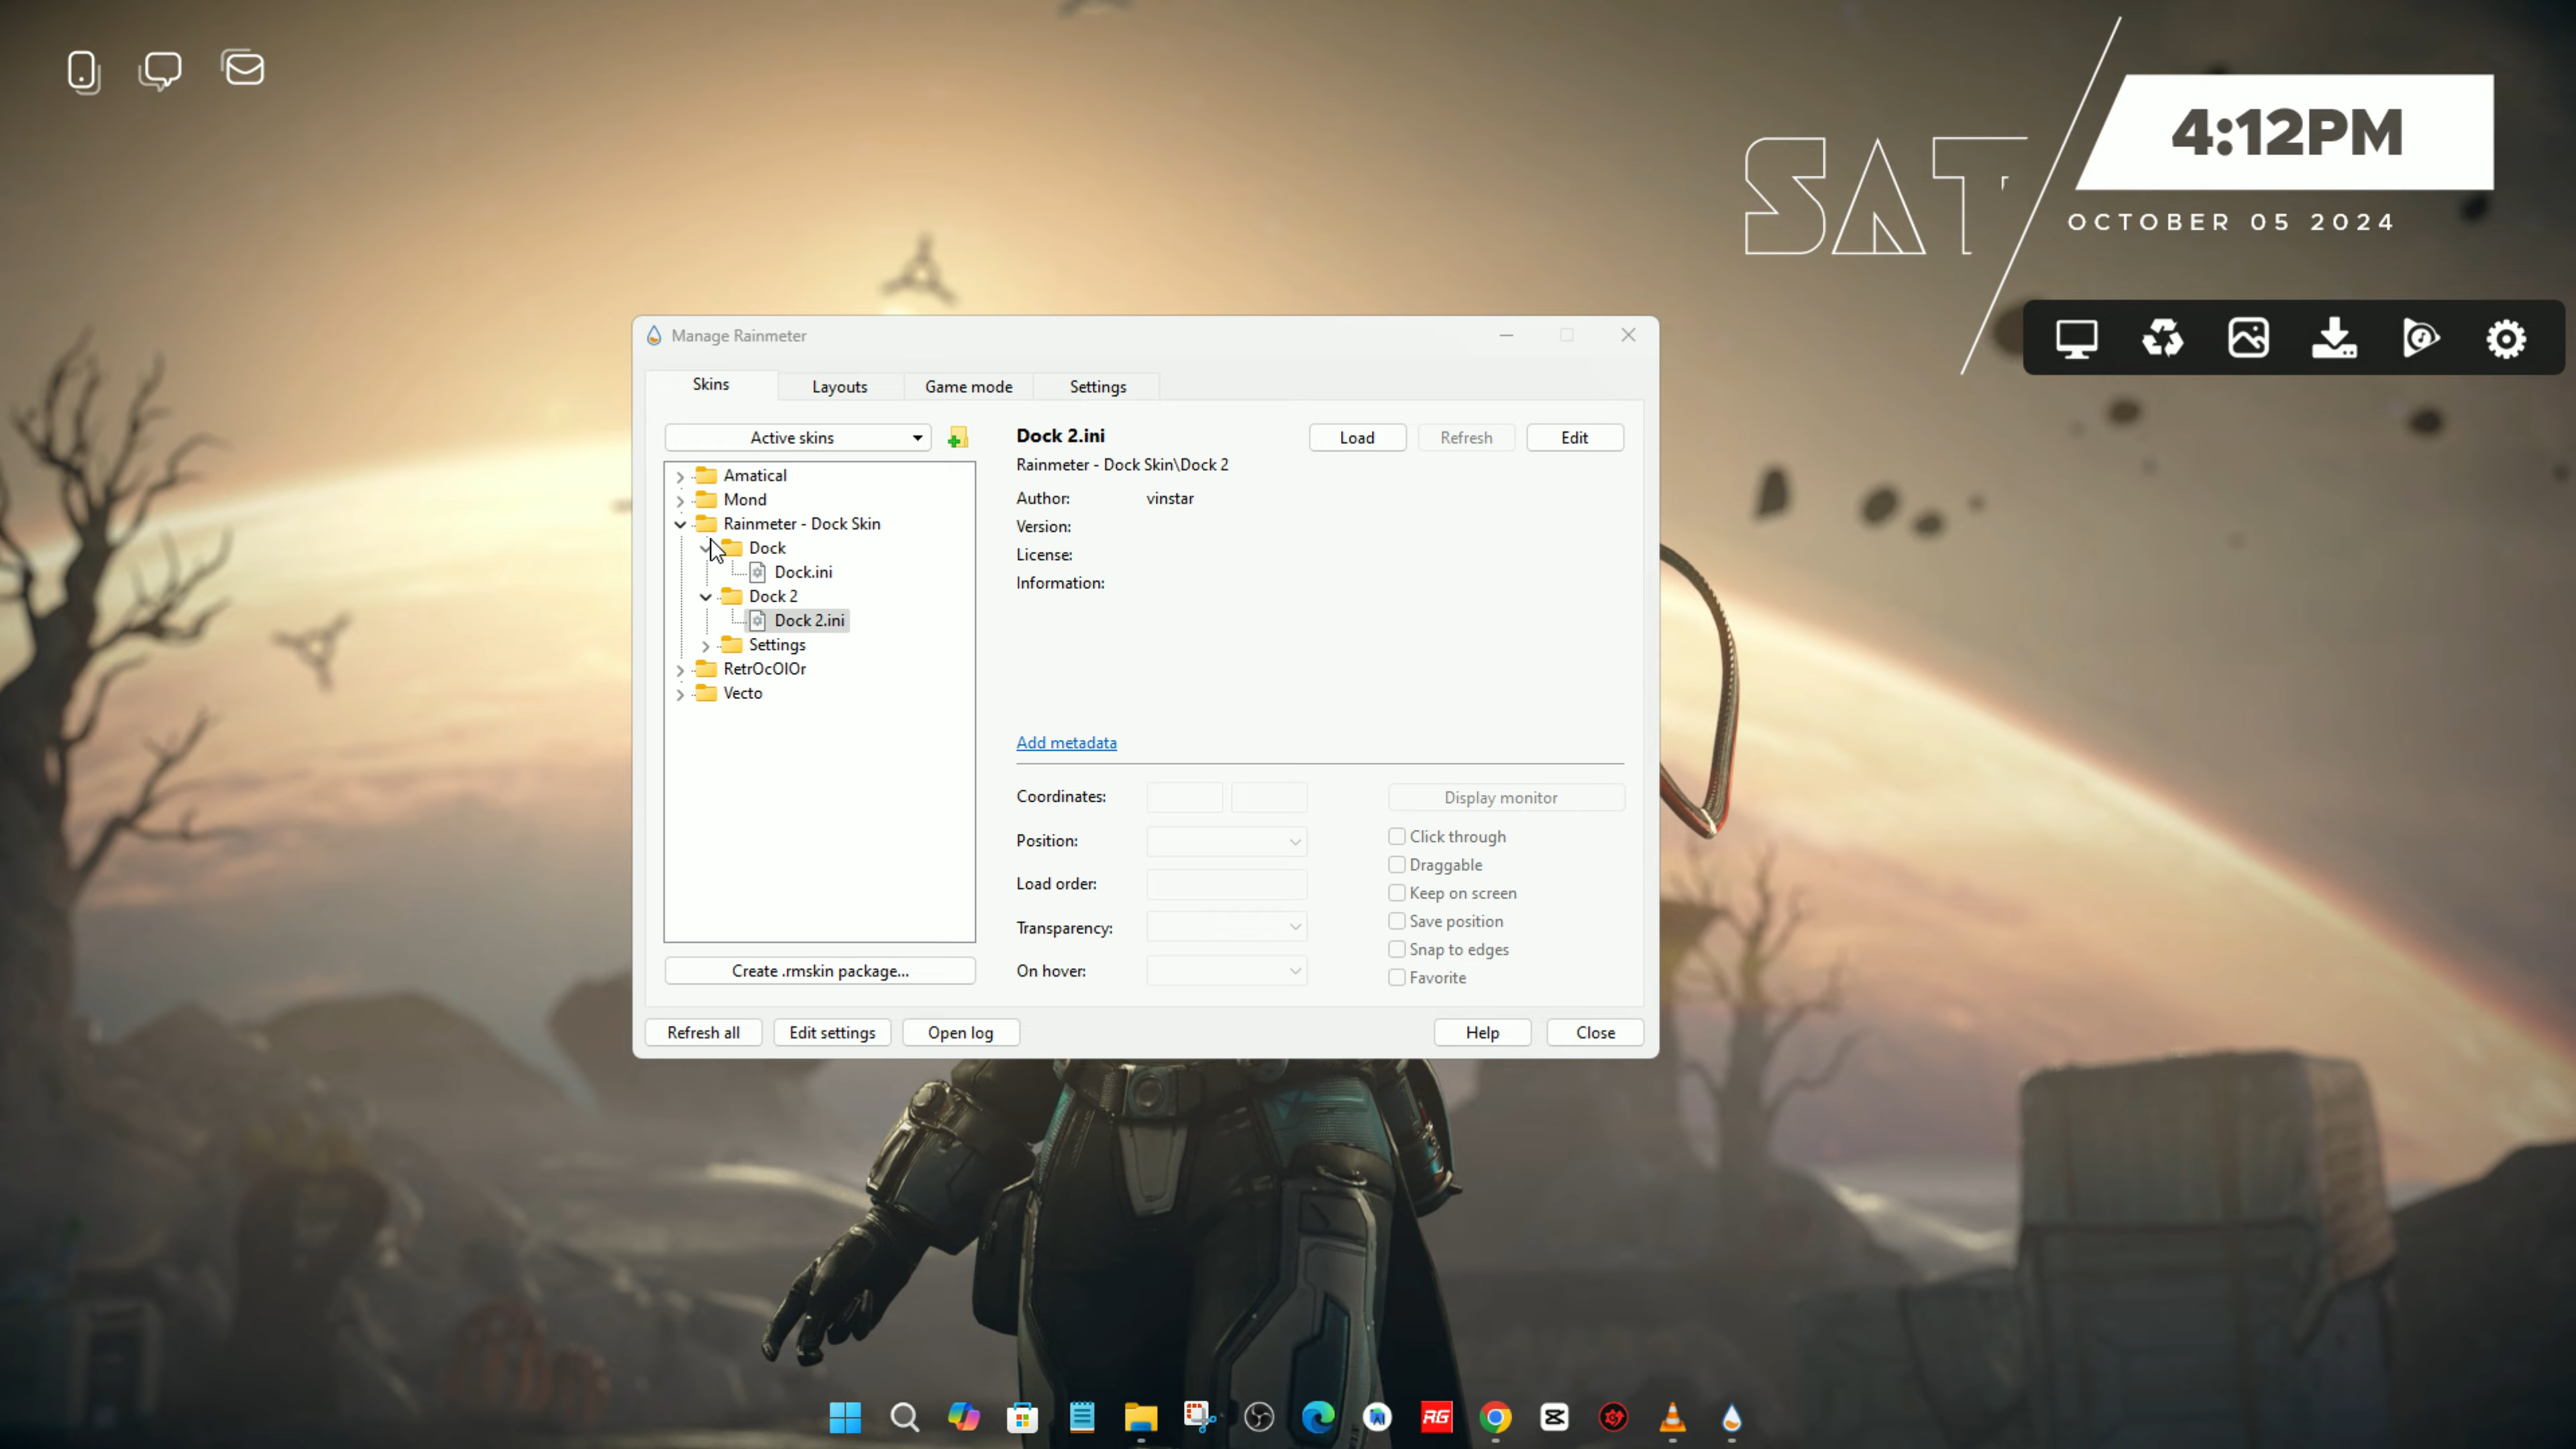 SAT
4:12PM
OCTOBER 05 2024
Manage Rainmeter
Skins
Layouts
Game mode
Settings
Active skins
Amatical
Mond
Rainmeter - Dock Skin
Dock
Dock.ini
Dock 2
Dock 2.ini
Settings
RetrOcOlOr
Vecto
Create .rmskin package...
Dock 2.ini
Load
Refresh
Edit
Rainmeter - Dock Skin\Dock 2
Author: vinstar
Version:
License:
Information:
Add metadata
Coordinates:
Position:
Load order:
Transparency:
On hover:
Display monitor
Click through
Draggable
Keep on screen
Save position
Snap to edges
Favorite
Refresh all
Edit settings
Open log
Help
Close
RG